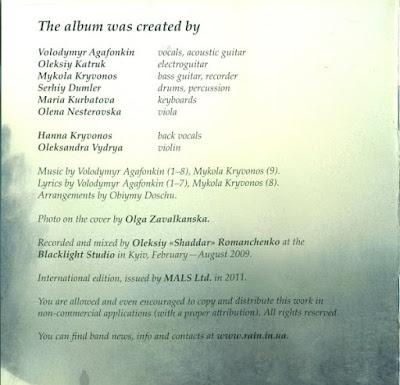 The album was created by
Volodymyr Agafonkin vocals, acoustic guitar
Oleksiy Katruk electroguitar
Mykola Kryvonos bass guitar, recorder
Serhiy Dumler drums, percussion
Maria Kurbatova keyboards
Olena Nesterovska viola
Hanna Kryvonos back vocals
Oleksandra Vydrya violin
Music by Volodymyr Agafonkin (1–8), Mykola Kryvonos (9).
Lyrics by Volodymyr Agafonkin (1–7), Mykola Kryvonos (8).
Arrangements by Obiymy Doschu.
Photo on the cover by Olga Zavalkanska.
Recorded and mixed by Oleksiy «Shaddar» Romanchenko at the
Blacklight Studio in Kyiv, February—August 2009.
International edition, issued by MALS Ltd. in 2011.
You are allowed and even encouraged to copy and distribute this work in
non-commercial applications (with a proper attribution). All rights reserved.
You can find band news, info and contacts at www.rain.in.ua.